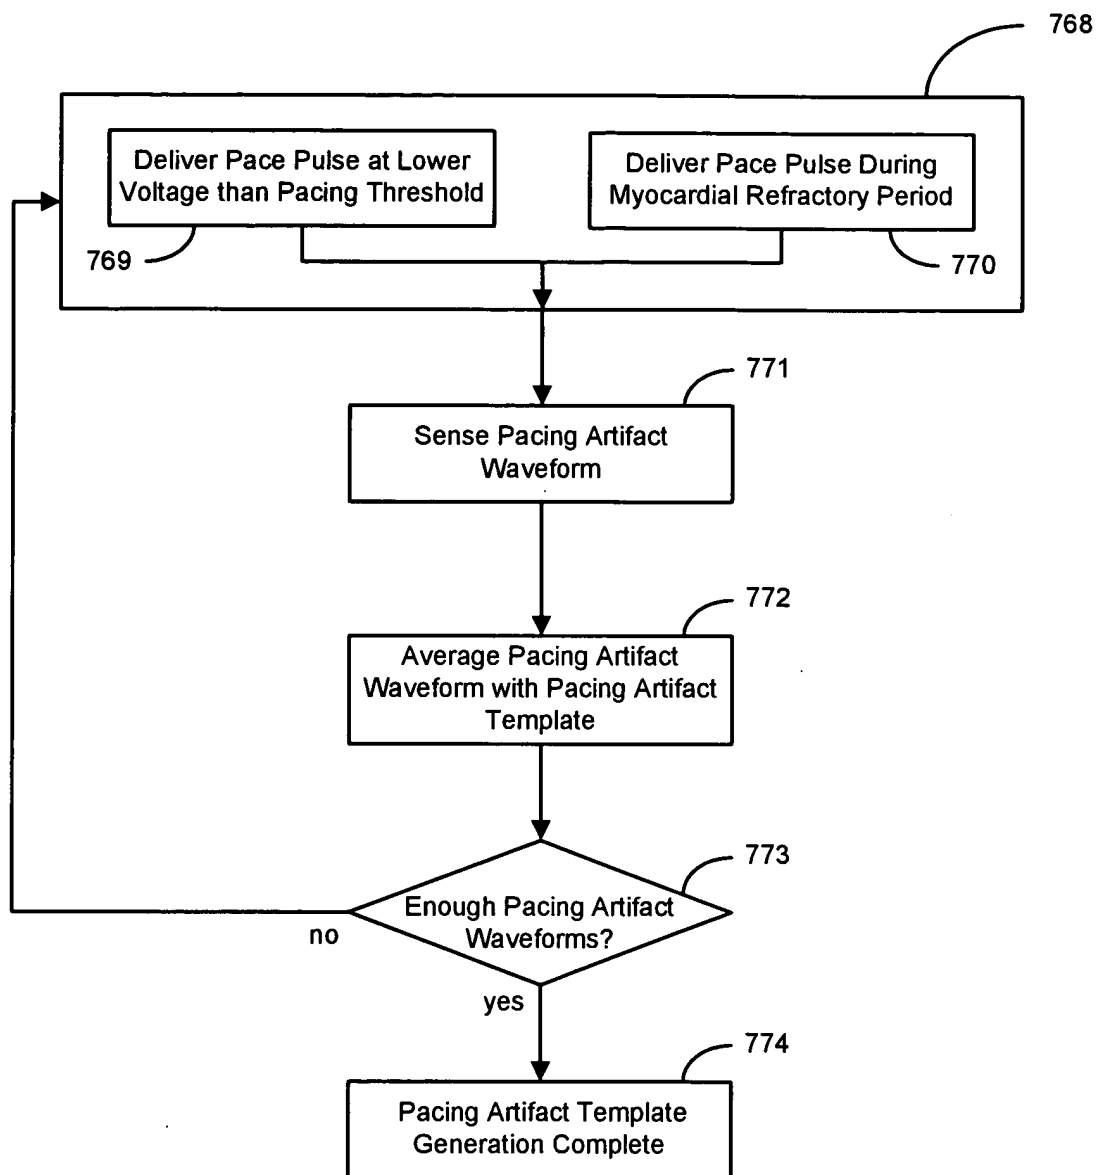 768
Deliver Pace Pulse at Lower
Voltage than Pacing Threshold
Deliver Pace Pulse During
Myocardial Refractory Period
769
770
771
Sense Pacing Artifact
Waveform
772
Average Pacing Artifact
Waveform with Pacing Artifact
Template
773
Enough Pacing Artifact
Waveforms?
no
yes
774
Pacing Artifact Template
Generation Complete